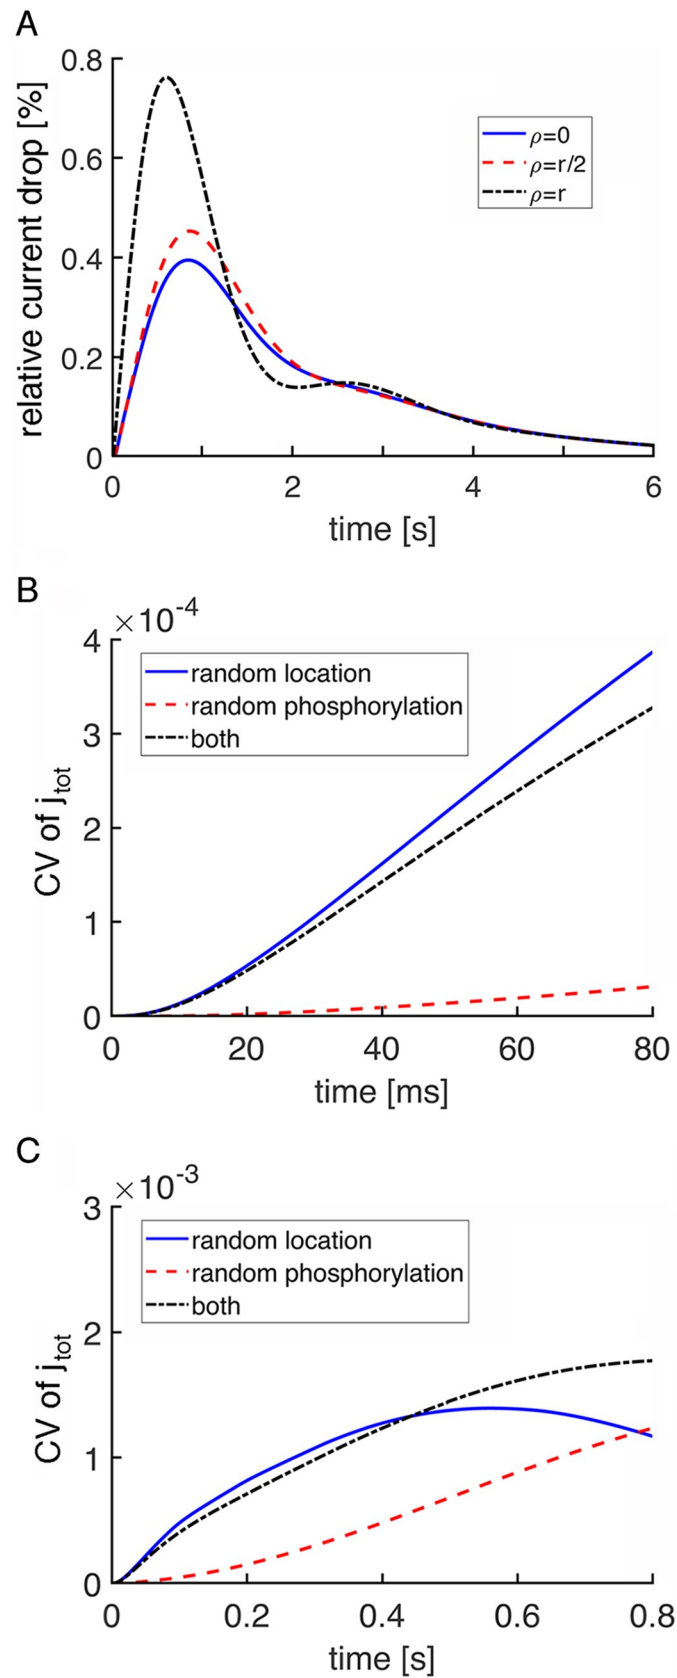 A
relative current drop [%]
0.8
0.6
0.4
0.2
0
ρ=0
ρ=r/2
ρ=r
0 2 4 6
time [s]
B
×10-4
CV of jtot
4
3
2
1
0
random location
random phosphorylation
both
0 20 40 60 80
time [ms]
C
×10-3
CV of jtot
3
2
1
0
random location
random phosphorylation
both
0 0.2 0.4 0.6 0.8
time [s]